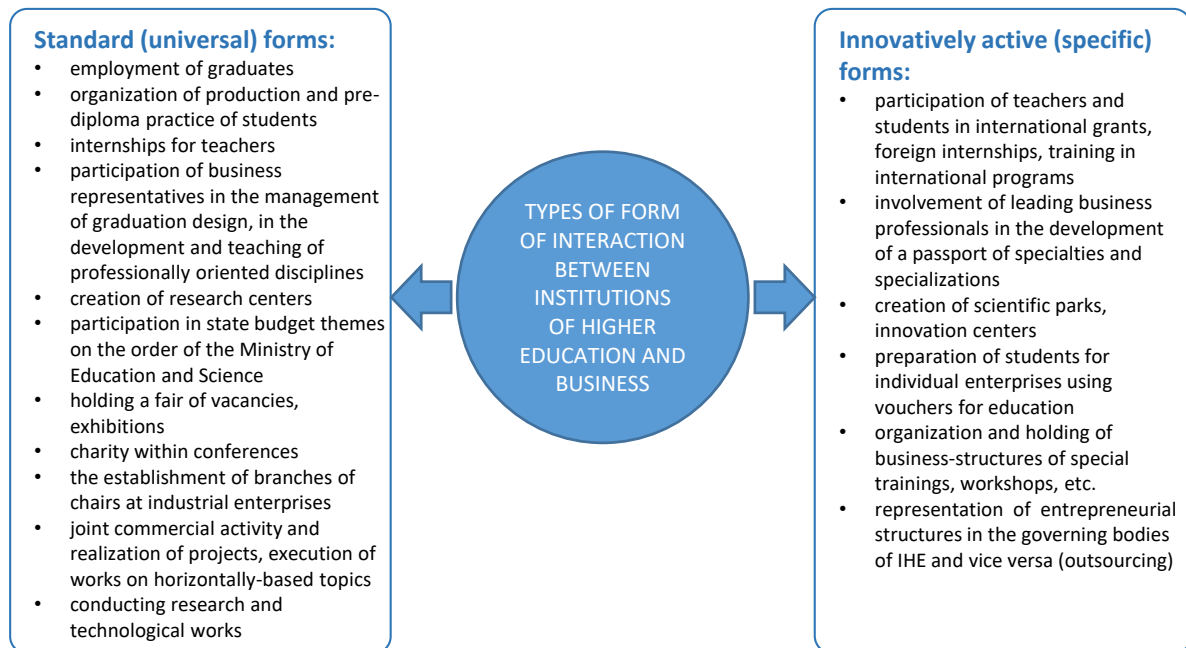 Standard (universal) forms:
• employment of graduates
• organization of production and pre-
diploma practice of students
• internships for teachers
• participation of business
representatives in the management
of graduation design, in the
development and teaching of
professionally oriented disciplines
• creation of research centers
• participation in state budget themes
on the order of the Ministry of
Education and Science
• holding a fair of vacancies,
exhibitions
• charity within conferences
• the establishment of branches of
chairs at industrial enterprises
• joint commercial activity and
realization of projects, execution of
works on horizontally-based topics
• conducting research and
technological works
TYPES OF FORM
OF INTERACTION
BETWEEN
INSTITUTIONS
OF HIGHER
EDUCATION AND
BUSINESS
Innovatively active (specific)
forms:
• participation of teachers and
students in international grants,
foreign internships, training in
international programs
• involvement of leading business
professionals in the development
of a passport of specialties and
specializations
• creation of scientific parks,
innovation centers
• preparation of students for
individual enterprises using
vouchers for education
• organization and holding of
business-structures of special
trainings, workshops, etc.
• representation of entrepreneurial
structures in the governing bodies
of IHE and vice versa (outsourcing)